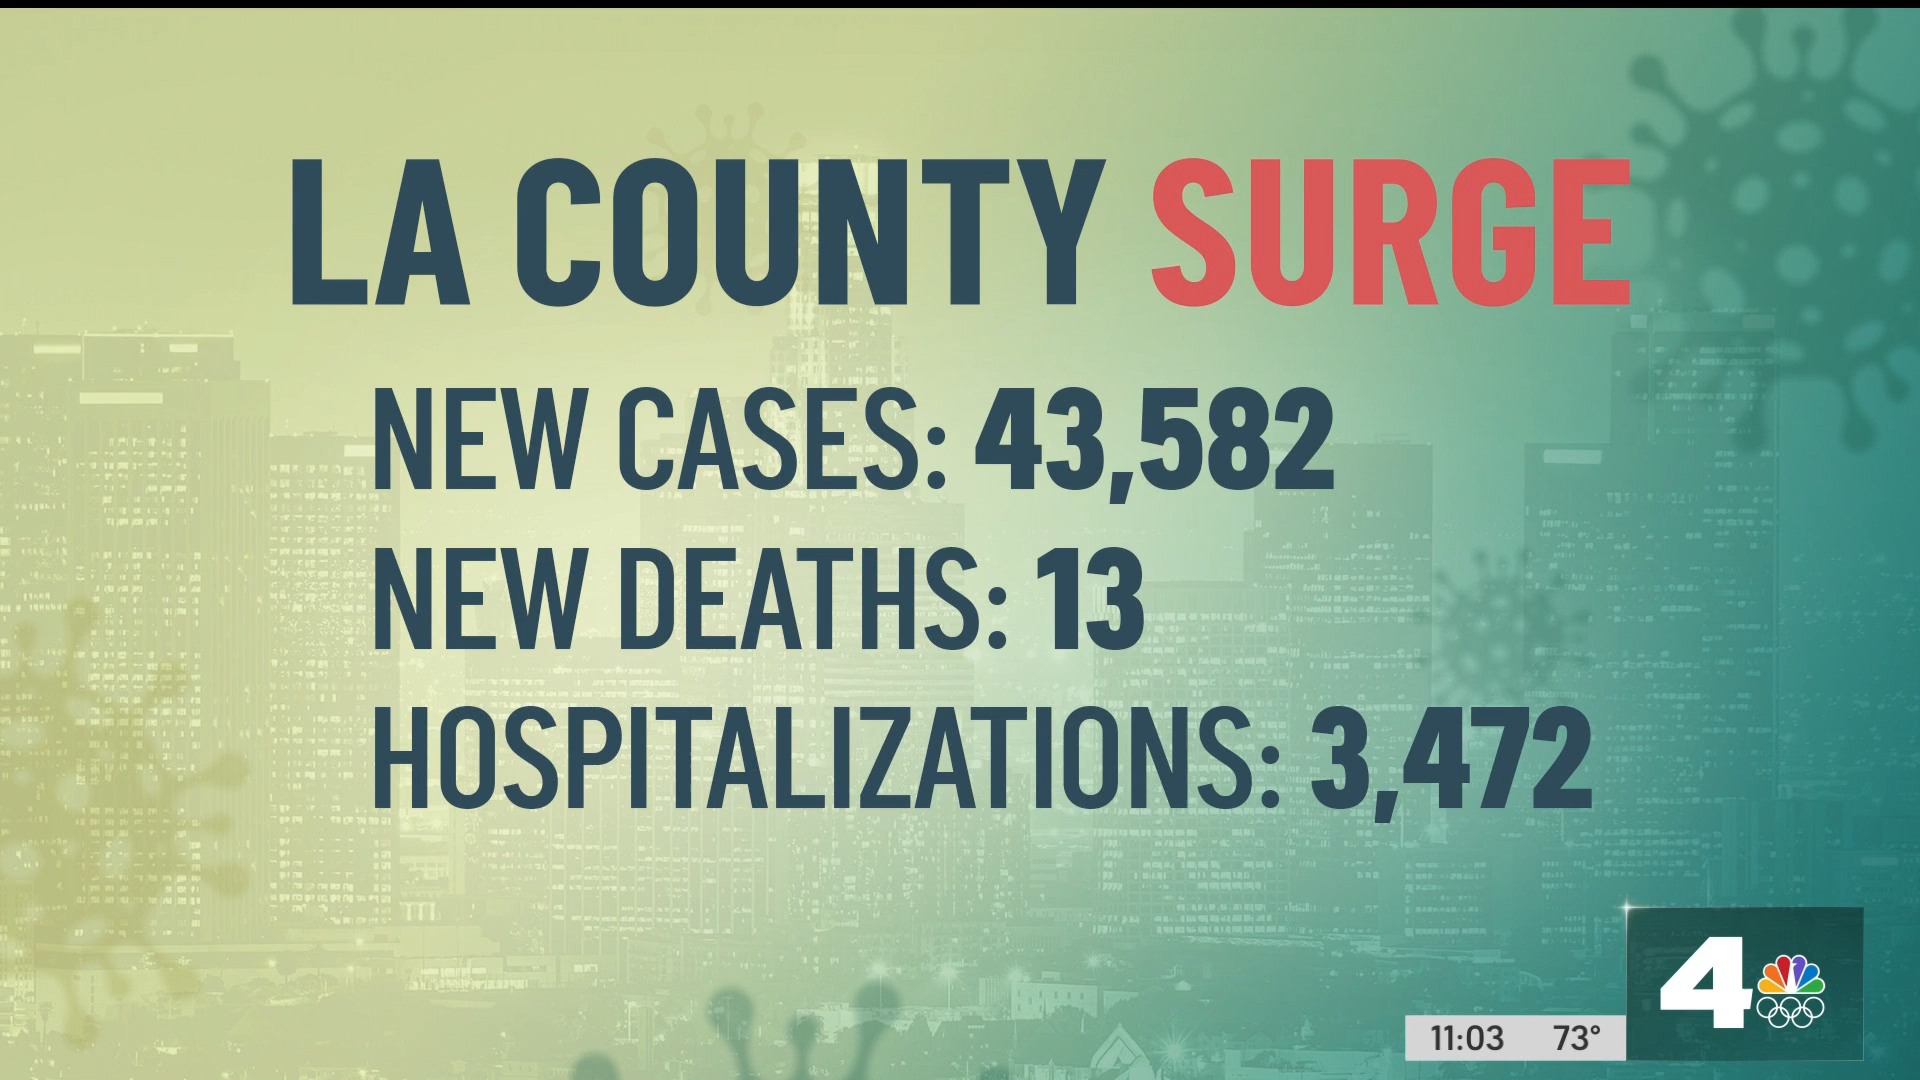 LA COUNTY SURGE
NEW CASES: 43,582
NEW DEATHS: 13
HOSPITALIZATIONS: 3,472
4
11:03 73°